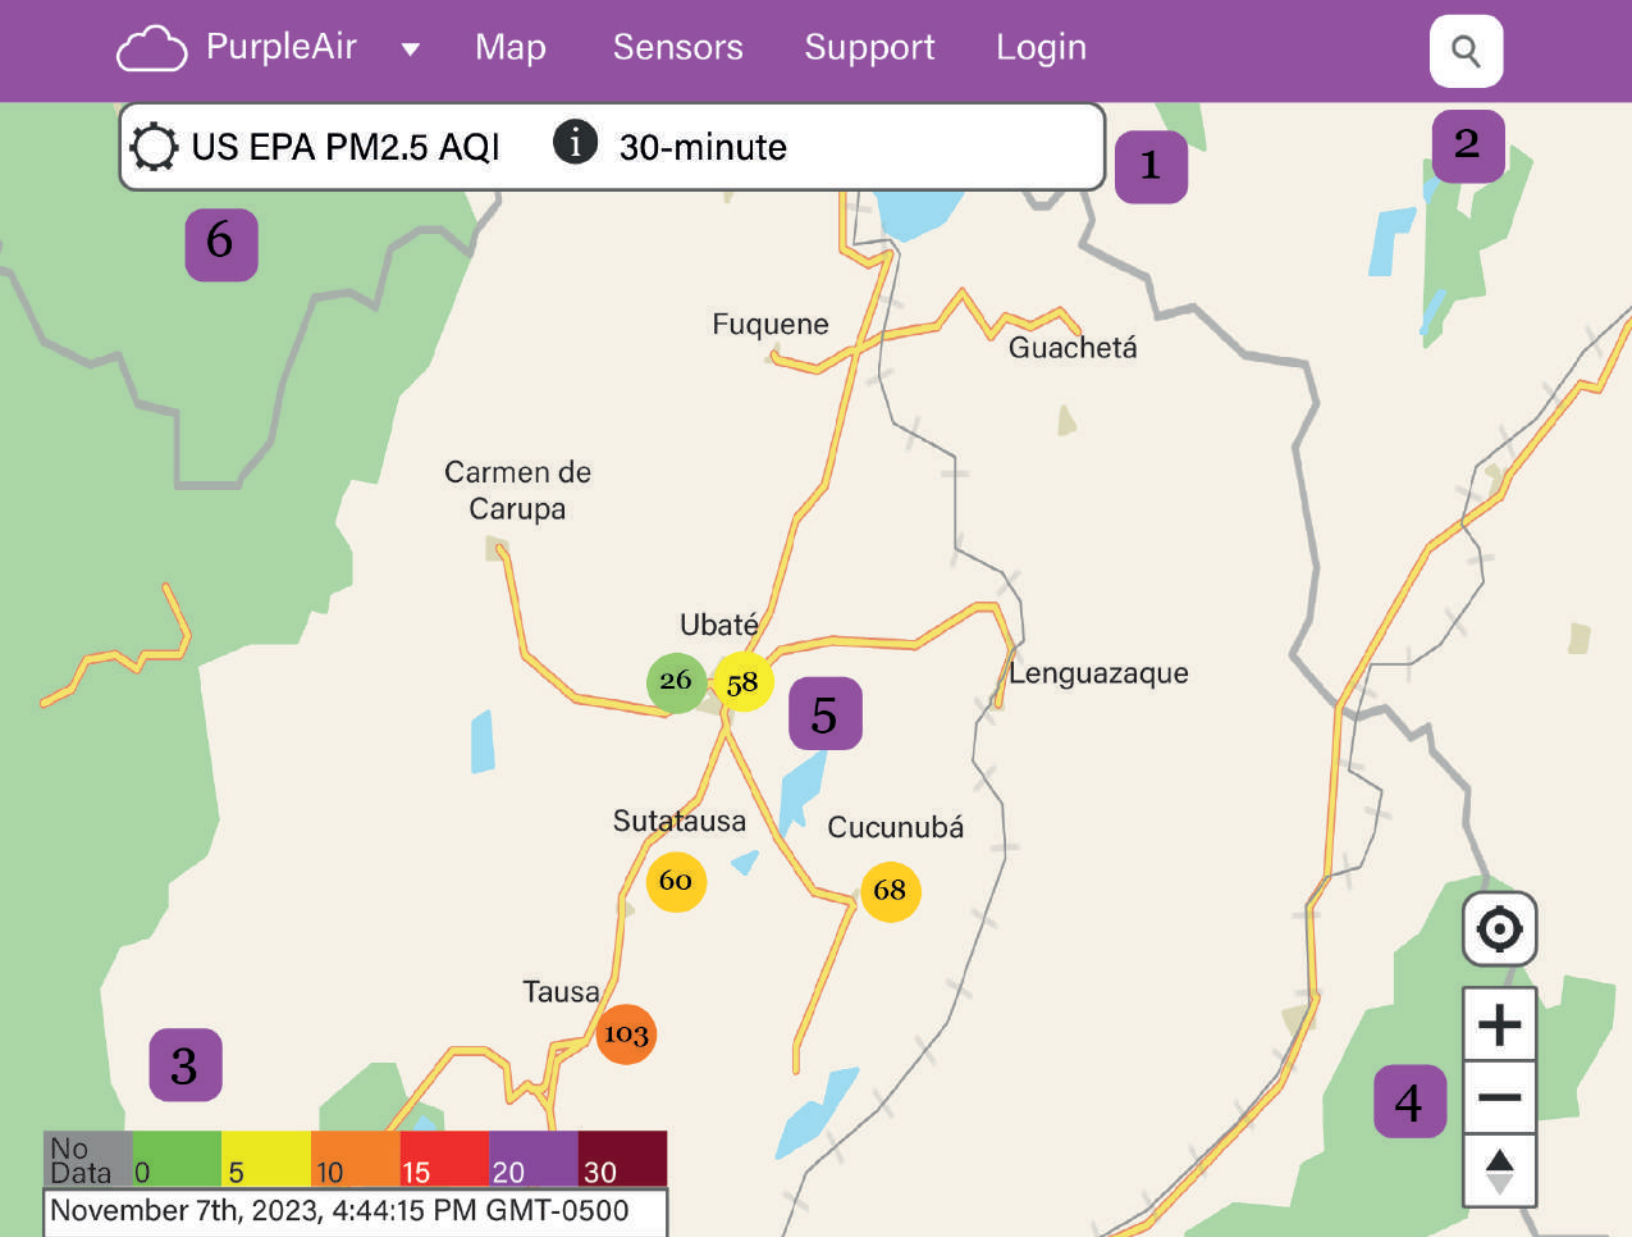 PurpleAir Map Sensors Support Login
US EPA PM2.5 AQI i 30-minute
1
2
6
Fuquene
Guachetá
Carmen de
Carupa
Ubaté
26
58
5
Lenguazaque
Sutatausa
Cucunubá
60
68
Tausa
103
3
4
No
Data 0 5 10 15 20 30
November 7th, 2023, 4:44:15 PM GMT-0500